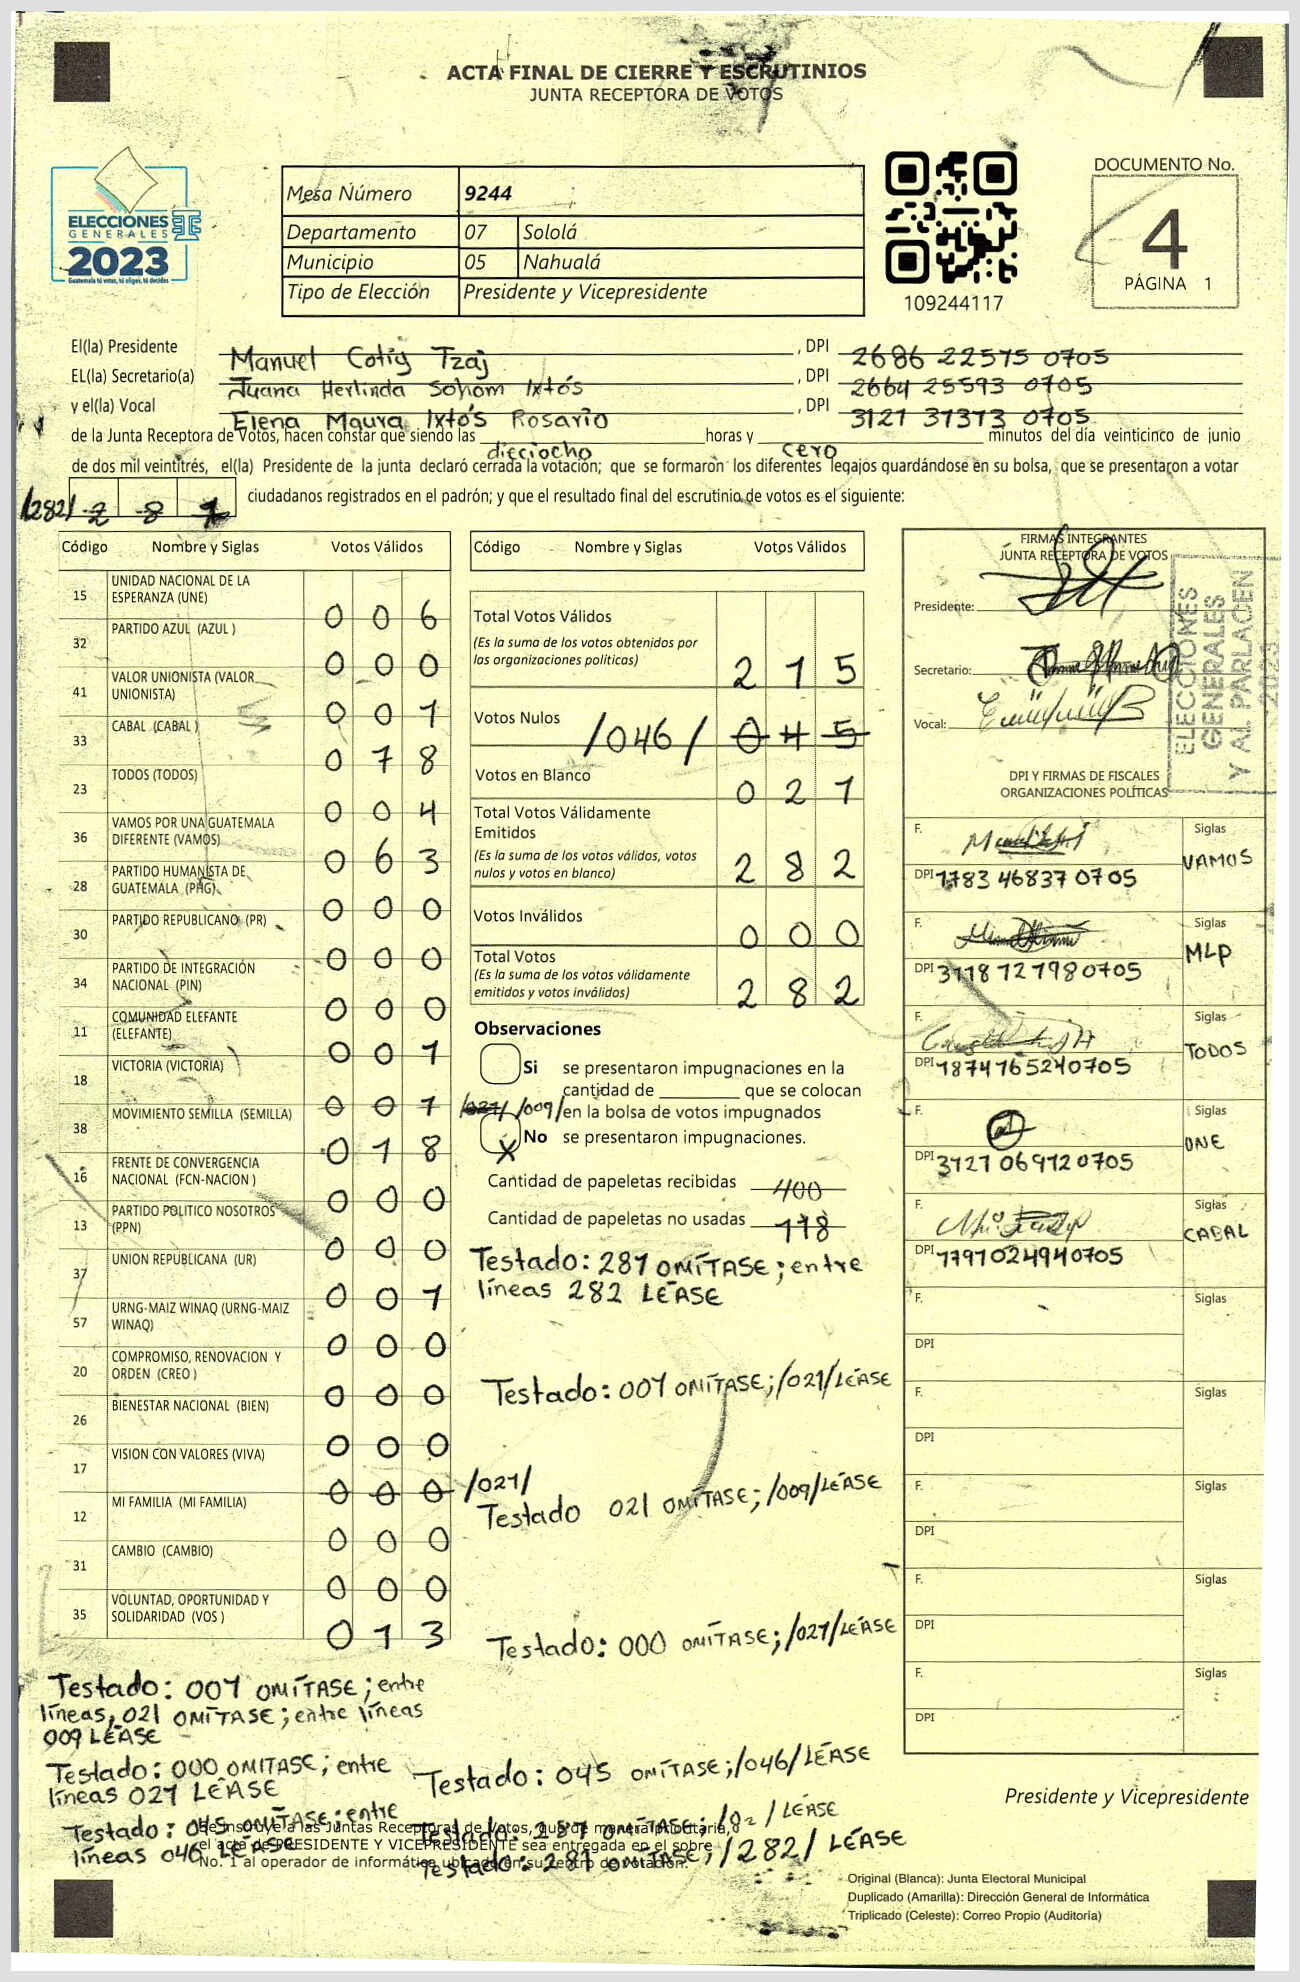 ACTA FINAL DE CIERRE Y ESCRUTINIOS
JUNTA RECEPTORA DE VOTOS
ELECCIONES
GENERALES
2023
Guatemala tú votas, tú eliges, tú decides
Mesa Número 9244
Departamento 07 Sololá
Municipio 05 Nahualá
Tipo de Elección Presidente y Vicepresidente
109244117
DOCUMENTO No.
4
PÁGINA 1
El(la) Presidente Manuel Cotiy Tzaj, DPI 2686 22575 0705
EL(la) Secretario(a) Juana Herlinda Sohom Ixtós, DPI 2664 25593 0705
y el(la) Vocal Elena Maura Ixtós Rosario, DPI 3121 31373 0705
de la Junta Receptora de Votos, hacen constar que siendo las dieciocho horas y cero minutos del día veinticinco de junio
de dos mil veintitrés, el(la) Presidente de la junta declaró cerrada la votación; que se formaron los diferentes legajos guardándose en su bolsa, que se presentaron a votar
/282/ 2 8 1 ciudadanos registrados en el padrón; y que el resultado final del escrutinio de votos es el siguiente:
Código Nombre y Siglas Votos Válidos
15 UNIDAD NACIONAL DE LA ESPERANZA (UNE) 0 0 6
32 PARTIDO AZUL (AZUL ) 0 0 0
41 VALOR UNIONISTA (VALOR UNIONISTA) 0 0 1
33 CABAL (CABAL ) 0 7 8
23 TODOS (TODOS) 0 0 4
36 VAMOS POR UNA GUATEMALA DIFERENTE (VAMOS) 0 6 3
28 PARTIDO HUMANISTA DE GUATEMALA (PHG) 0 0 0
30 PARTIDO REPUBLICANO (PR) 0 0 0
34 PARTIDO DE INTEGRACIÓN NACIONAL (PIN) 0 0 0
11 COMUNIDAD ELEFANTE (ELEFANTE) 0 0 1
18 VICTORIA (VICTORIA) 0 0 1 /021/ /009/
38 MOVIMIENTO SEMILLA (SEMILLA) 0 1 8
16 FRENTE DE CONVERGENCIA NACIONAL (FCN-NACION ) 0 0 0
13 PARTIDO POLITICO NOSOTROS (PPN) 0 0 0
37 UNION REPUBLICANA (UR) 0 0 1
57 URNG-MAIZ WINAQ (URNG-MAIZ WINAQ) 0 0 0
20 COMPROMISO, RENOVACION Y ORDEN (CREO ) 0 0 0
26 BIENESTAR NACIONAL (BIEN) 0 0 0
17 VISION CON VALORES (VIVA) 0 0 0 /021/
12 MI FAMILIA (MI FAMILIA) 0 0 0
31 CAMBIO (CAMBIO) 0 0 0
35 VOLUNTAD, OPORTUNIDAD Y SOLIDARIDAD (VOS ) 0 1 3
Testado: 001 OMÍTASE; entre
líneas, 021 OMÍTASE; entre líneas
009 LÉASE
Testado: 000 OMITASE; entre
líneas 021 LÉASE
Testado: 045 OMITASE; entre
líneas 046 LÉASE
Código Nombre y Siglas Votos Válidos
Total Votos Válidos
(Es la suma de los votos obtenidos por
las organizaciones políticas) 2 1 5
Votos Nulos /046/ 0 4 5
Votos en Blanco 0 2 1
Total Votos Válidamente
Emitidos
(Es la suma de los votos válidos, votos
nulos y votos en blanco) 2 8 2
Votos Inválidos 0 0 0
Total Votos
(Es la suma de los votos válidamente
emitidos y votos inválidos) 2 8 2
Observaciones
Si se presentaron impugnaciones en la
cantidad de ________ que se colocan
en la bolsa de votos impugnados
X No se presentaron impugnaciones.
Cantidad de papeletas recibidas 400
Cantidad de papeletas no usadas 118
Testado: 281 OMÍTASE; entre
líneas 282 LÉASE
Testado: 001 OMÍTASE; /021/ LÉASE
Testado 021 OMÍTASE; /009/ LÉASE
Testado: 000 OMÍTASE; /021/ LÉASE
Testado: 045 OMÍTASE; /046/ LÉASE
Testado: 281 OMÍTASE; /02 / LÉASE
Testado: 281 OMÍTASE; /282/ LÉASE
Se instruye a las Juntas Receptoras de Votos, que de manera prioritaria
el acta de PRESIDENTE Y VICEPRESIDENTE sea entregada en el sobre
No. 1 al operador de informática ubicado en su centro de votación.
FIRMAS INTEGRANTES
JUNTA RECEPTORA DE VOTOS
Presidente:
Secretario:
Vocal:
ELECCIONES
GENERALES
Y AL PARLACEN
2023
DPI Y FIRMAS DE FISCALES
ORGANIZACIONES POLÍTICAS
F. Siglas
DPI 1783 46837 0705 VAMOS
F. Siglas
DPI 3118 72798 0705 MLP
F. Siglas
DPI 1874 76524 0705 TODOS
F. Siglas
DPI 3121 06912 0705 UNE
F. Siglas
DPI 1797 02494 0705 CABAL
F. Siglas
DPI
F. Siglas
DPI
F. Siglas
DPI
F. Siglas
DPI
F. Siglas
DPI
Presidente y Vicepresidente
Original (Blanca): Junta Electoral Municipal
Duplicado (Amarilla): Dirección General de Informática
Triplicado (Celeste): Correo Propio (Auditoría)